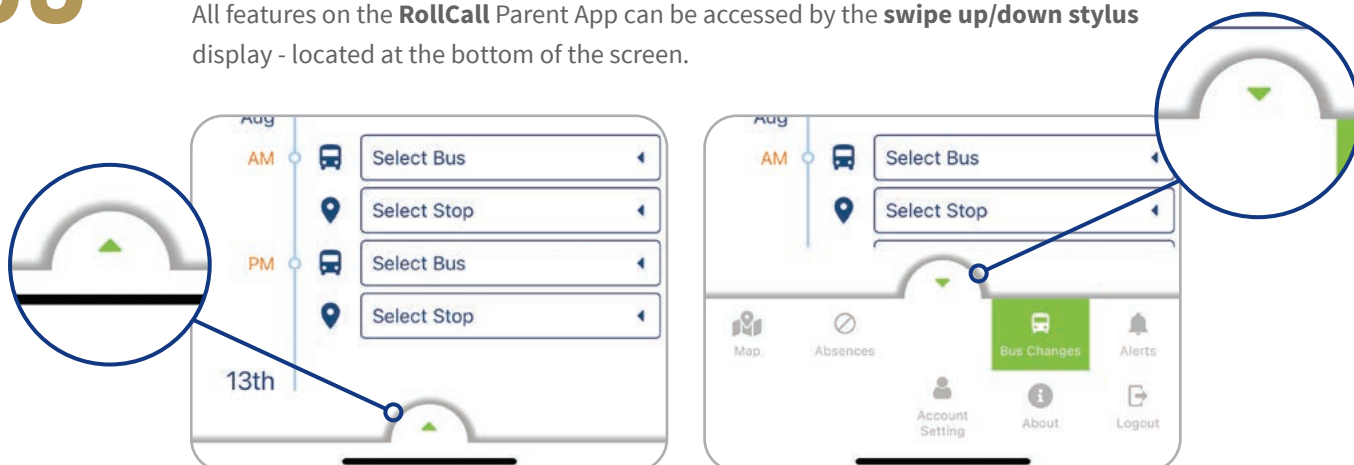 All features on the RollCall Parent App can be accessed by the swipe up/down stylus
display - located at the bottom of the screen.
Aug
AM
Select Bus
Select Stop
PM
Select Bus
Select Stop
13th
Aug
AM
Select Bus
Select Stop
Map
Absences
Bus Changes
Alerts
Account
Setting
About
Logout